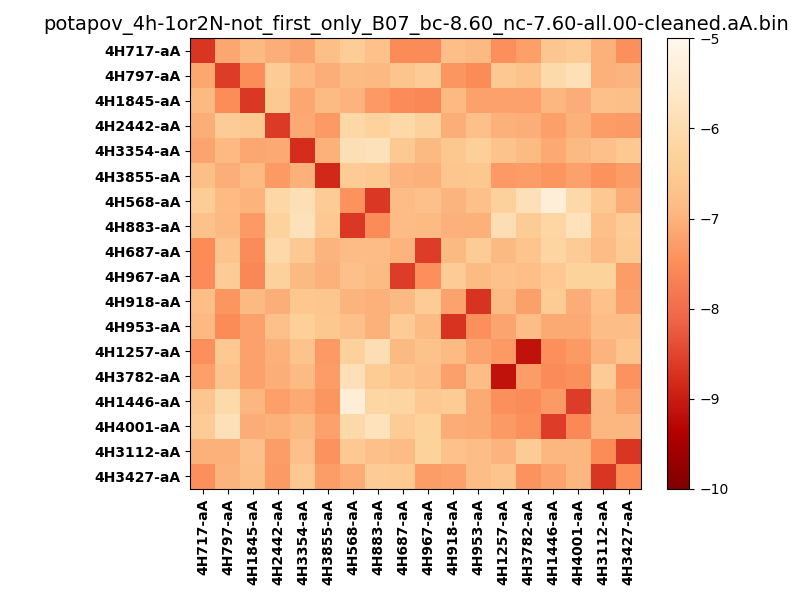 potapov_4h-1or2N-not_first_only_B07_bc-8.60_nc-7.60-all.00-cleaned.aA.bin
4H717-aA
4H797-aA
4H1845-aA
4H2442-aA
4H3354-aA
4H3855-aA
4H568-aA
4H883-aA
4H687-aA
4H967-aA
4H918-aA
4H953-aA
4H1257-aA
4H3782-aA
4H1446-aA
4H4001-aA
4H3112-aA
4H3427-aA
4H717-aA
4H797-aA
4H1845-aA
4H2442-aA
4H3354-aA
4H3855-aA
4H568-aA
4H883-aA
4H687-aA
4H967-aA
4H918-aA
4H953-aA
4H1257-aA
4H3782-aA
4H1446-aA
4H4001-aA
4H3112-aA
4H3427-aA
−5
−6
−7
−8
−9
−10